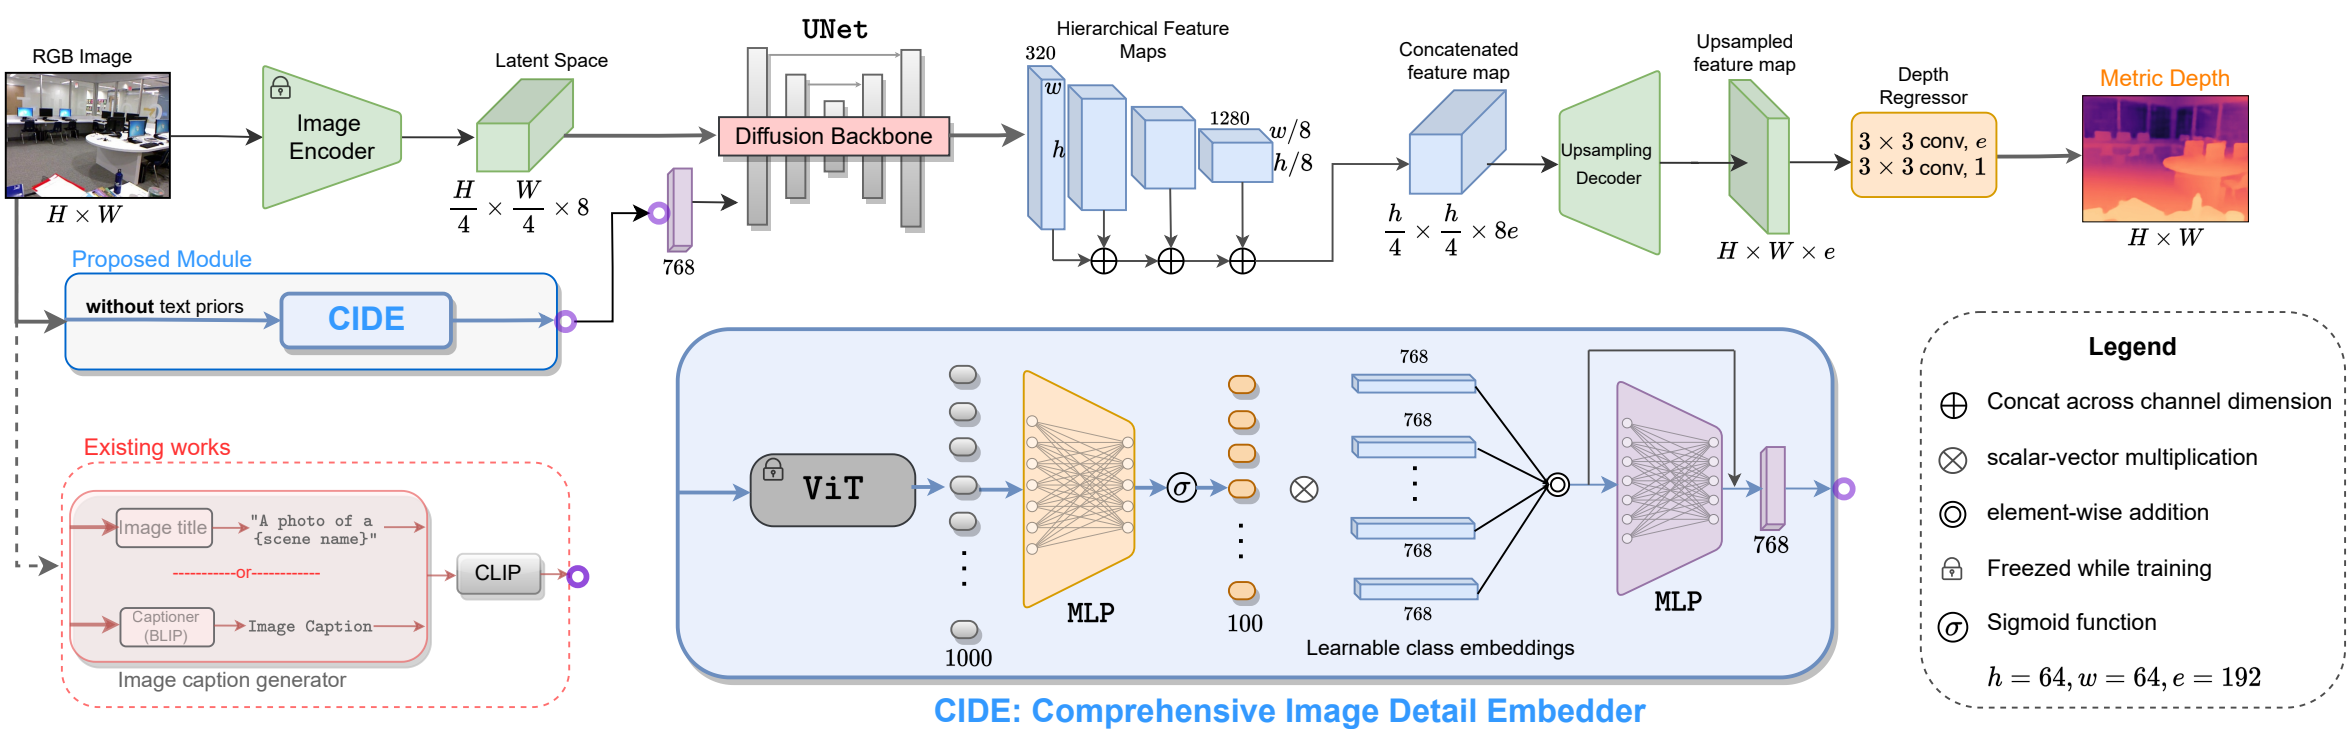 RGB Image
H × W
Image
Encoder
Latent Space
H/4 × W/4 × 8
UNet
Diffusion Backbone
768
Hierarchical Feature
Maps
320
w
h
1280
w/8
h/8
Concatenated
feature map
h/4 × h/4 × 8e
Upsampling
Decoder
Upsampled
feature map
H × W × e
Depth
Regressor
3 × 3 conv, e
3 × 3 conv, 1
Metric Depth
H × W
Proposed Module
without text priors
CIDE
Existing works
Image title
"A photo of a
{scene name}"
-----------or------------
Captioner
(BLIP)
Image Caption
CLIP
Image caption generator
ViT
1000
MLP
σ
100
768
768
768
768
Learnable class embeddings
MLP
768
CIDE: Comprehensive Image Detail Embedder
Legend
Concat across channel dimension
scalar-vector multiplication
element-wise addition
Freezed while training
σ Sigmoid function
h = 64, w = 64, e = 192